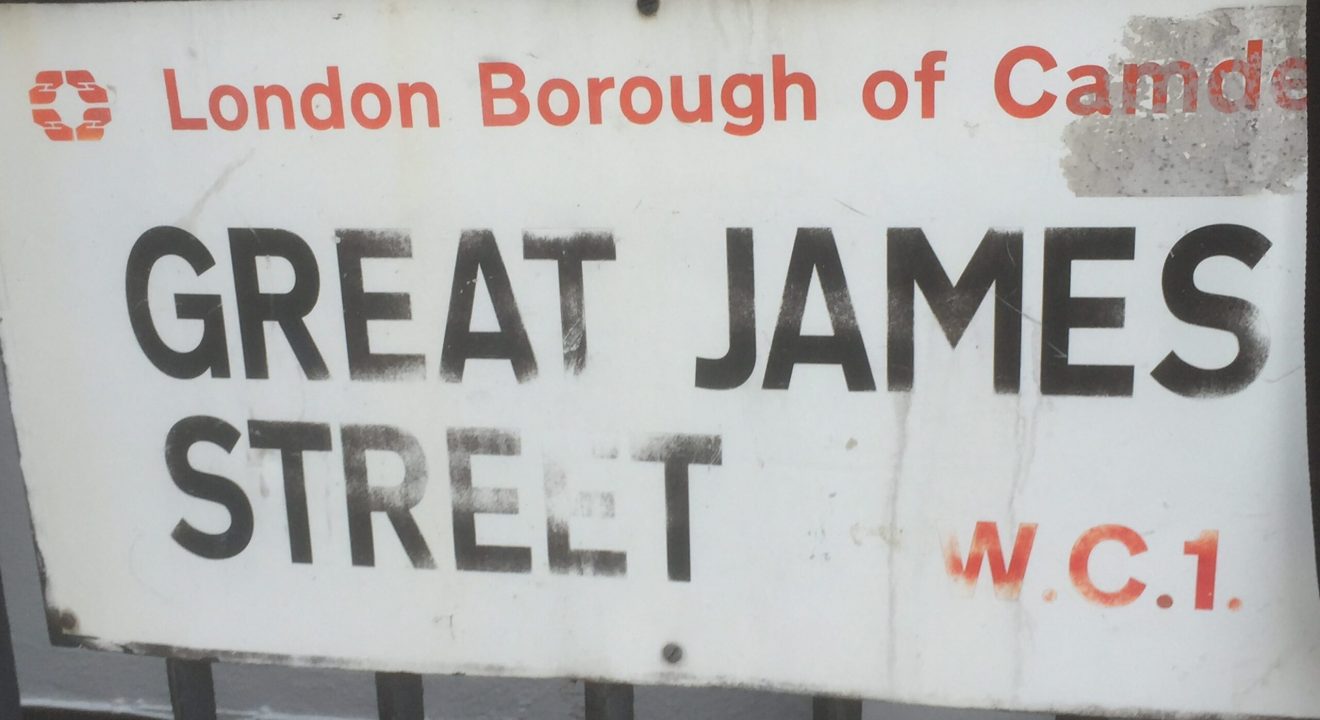 London Borough of Camde
GREAT JAMES
STREET
W.C.1.